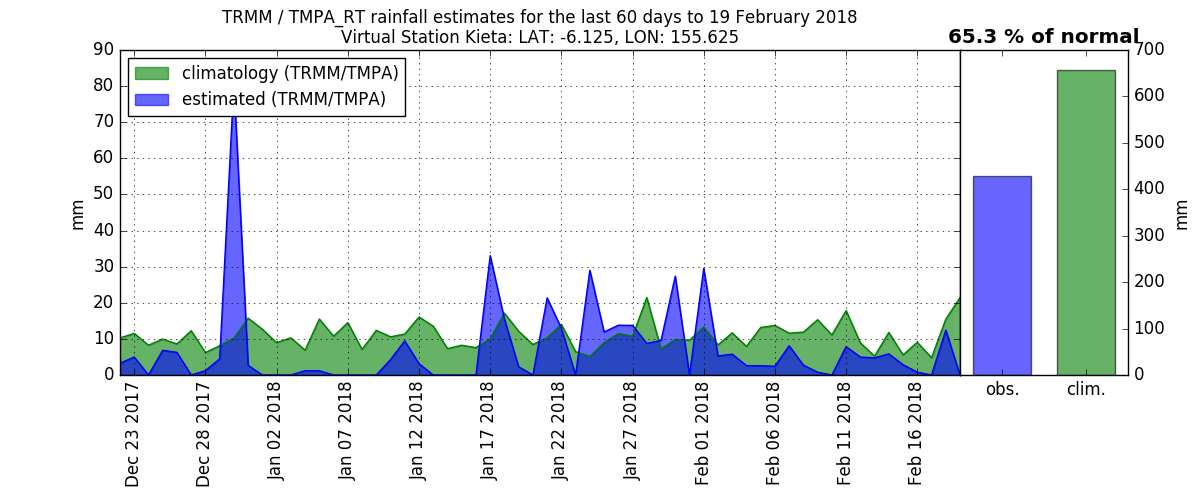 TRMM / TMPA_RT rainfall estimates for the last 60 days to 19 February 2018
Virtual Station Kieta: LAT: -6.125, LON: 155.625
65.3 % of normal
climatology (TRMM/TMPA)
estimated (TRMM/TMPA)
90
80
70
60
50
40
30
20
10
0
mm
700
600
500
400
300
200
100
0
mm
Dec 23 2017
Dec 28 2017
Jan 02 2018
Jan 07 2018
Jan 12 2018
Jan 17 2018
Jan 22 2018
Jan 27 2018
Feb 01 2018
Feb 06 2018
Feb 11 2018
Feb 16 2018
obs.
clim.